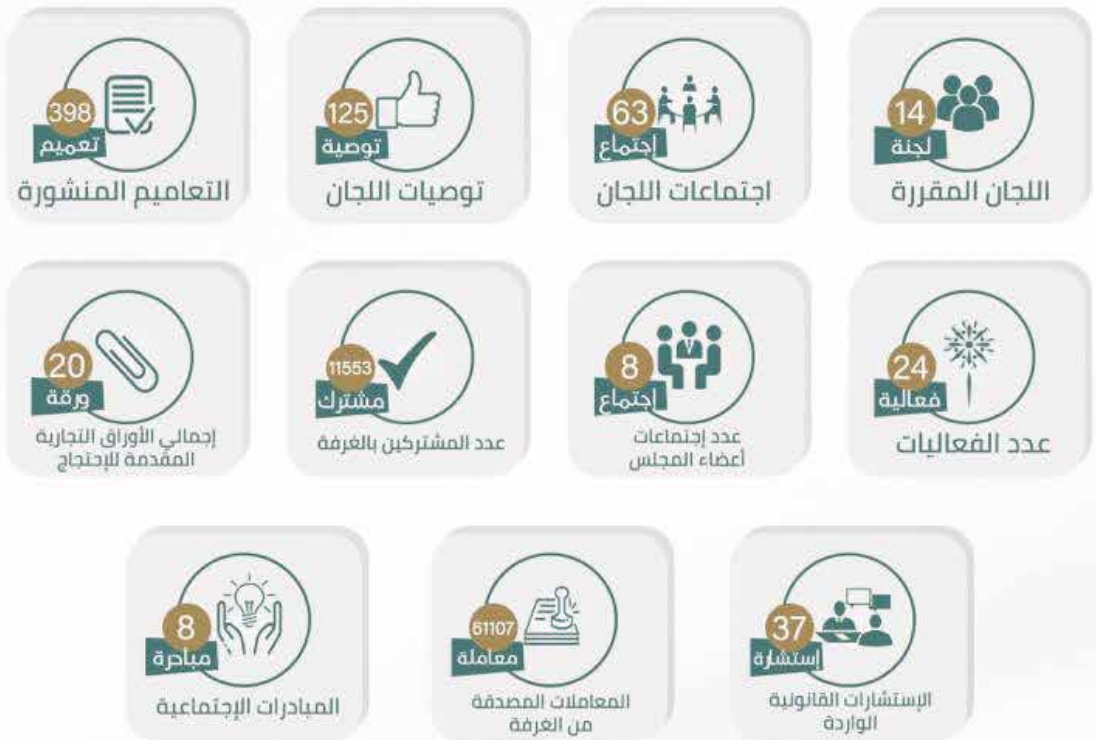 14
لجنة
اللجان المقررة
63
إجتماع
اجتماعات اللجان
125
توصية
توصيات اللجان
398
تعميم
التعاميم المنشورة
24
فعالية
عدد الفعاليات
8
إجتماع
عدد إجتماعات
أعضاء المجلس
11553
مشترك
عدد المشتركين بالغرفة
20
ورقة
إجمالي الأوراق التجارية
المقدمة للإحتجاج
37
إستشارة
الإستشارات القانونية
الواردة
61107
معاملة
المعاملات المصدقة
من الغرفة
8
مبادرة
المبادرات الإجتماعية